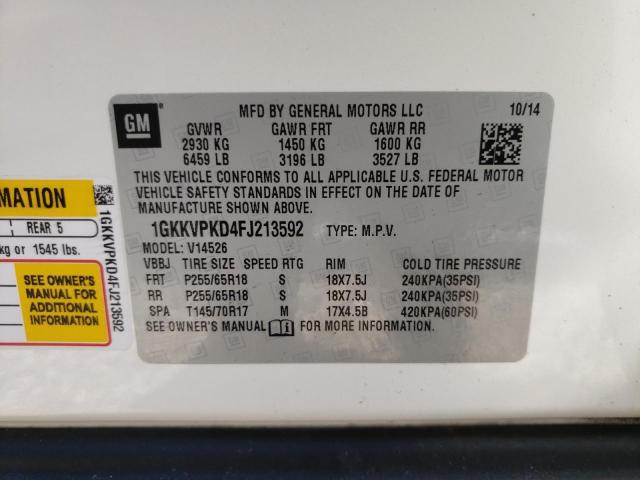 GM
MFD BY GENERAL MOTORS LLC 10/14
GVWR GAWR FRT GAWR RR
2930 KG 1450 KG 1600 KG
6459 LB 3196 LB 3527 LB
THIS VEHICLE CONFORMS TO ALL APPLICABLE U.S. FEDERAL MOTOR
VEHICLE SAFETY STANDARDS IN EFFECT ON THE DATE OF
MANUFACTURE SHOWN ABOVE.
1GKKVPKD4FJ213592 TYPE: M.P.V.
MODEL: V14526
VBBJ TIRE SIZE SPEED RTG RIM COLD TIRE PRESSURE
FRT P255/65R18 S 18X7.5J 240KPA(35PSI)
RR P255/65R18 S 18X7.5J 240KPA(35PSI)
SPA T145/70R17 M 17X4.5B 420KPA(60PSI)
SEE OWNER'S MANUAL FOR MORE INFORMATION.
REAR 5
kg or 1545 lbs.
SEE OWNER'S
MANUAL FOR
ADDITIONAL
INFORMATION
1GKKVPKD4FJ213592